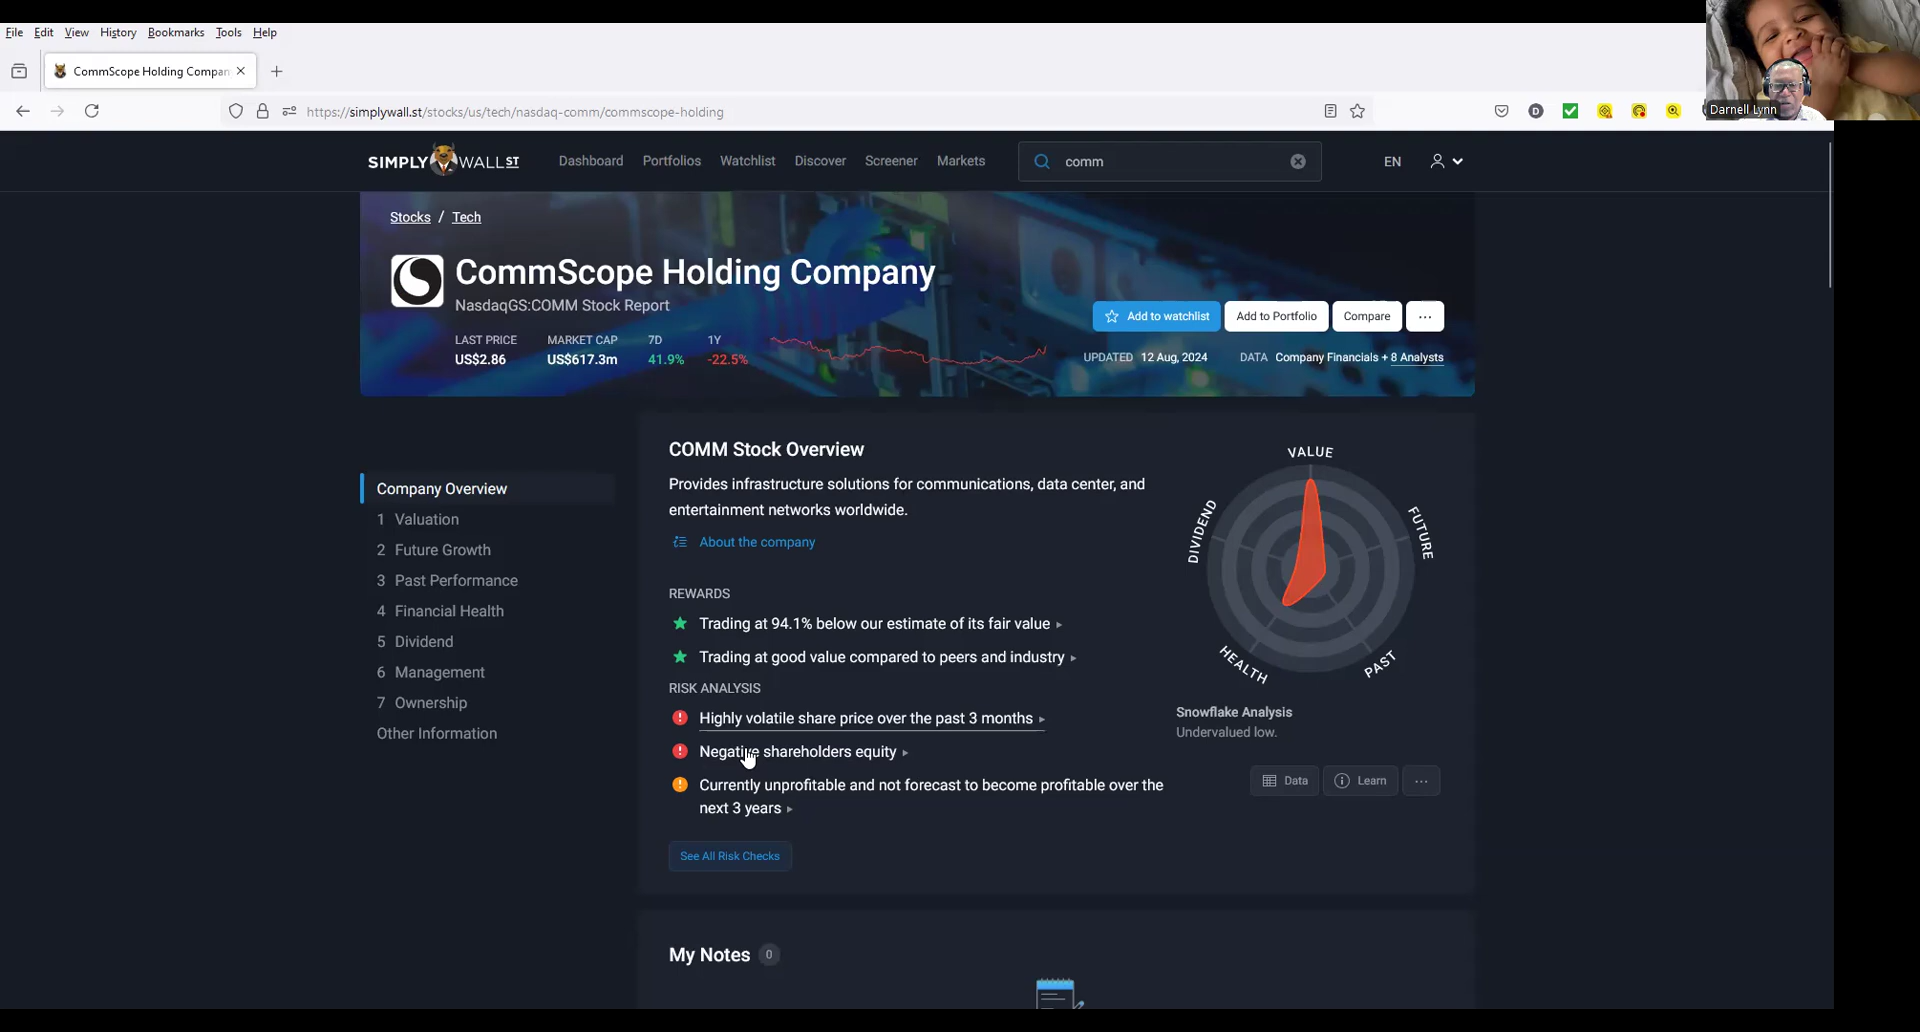 File Edit View History Bookmarks Tools Help
CommScope Holding Compan
https://simplywall.st/stocks/us/tech/nasdaq-comm/commscope-holding
D
Darnell Lynn
SIMPLY WALLST
Dashboard Portfolios Watchlist Discover Screener Markets
comm
EN
Stocks / Tech
CommScope Holding Company
NasdaqGS:COMM Stock Report
LAST PRICE MARKET CAP 7D 1Y
US$2.86 US$617.3m 41.9% -22.5%
Add to watchlist Add to Portfolio Compare ...
UPDATED 12 Aug, 2024 DATA Company Financials + 8 Analysts
Company Overview
1 Valuation
2 Future Growth
3 Past Performance
4 Financial Health
5 Dividend
6 Management
7 Ownership
Other Information
COMM Stock Overview
Provides infrastructure solutions for communications, data center, and
entertainment networks worldwide.
About the company
REWARDS
Trading at 94.1% below our estimate of its fair value
Trading at good value compared to peers and industry
RISK ANALYSIS
Highly volatile share price over the past 3 months
Negative shareholders equity
Currently unprofitable and not forecast to become profitable over the
next 3 years
See All Risk Checks
VALUE
FUTURE
PAST
HEALTH
DIVIDEND
Snowflake Analysis
Undervalued low.
Data Learn ...
My Notes 0